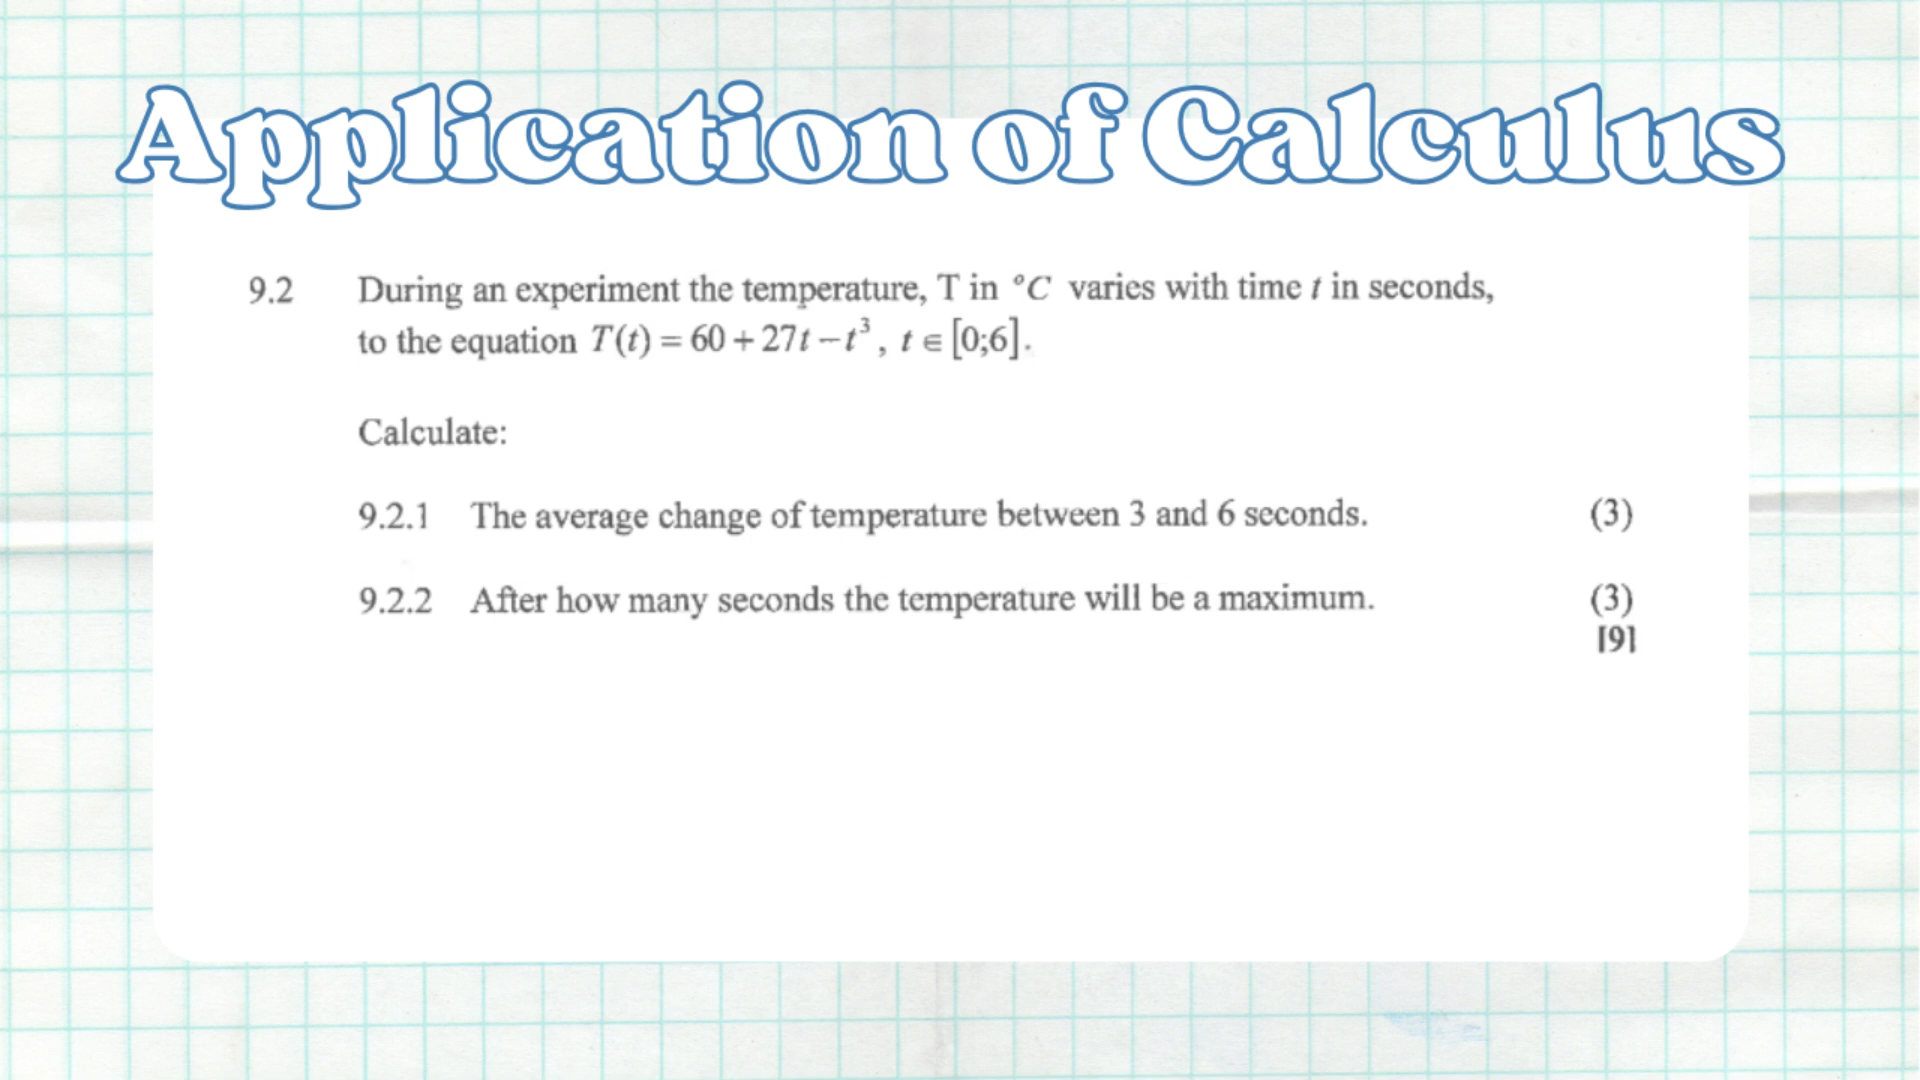 Application of Calculus
9.2 During an experiment the temperature, T in °C varies with time t in seconds,
to the equation T(t) = 60 + 27t − t³, t ∈ [0;6].
Calculate:
9.2.1 The average change of temperature between 3 and 6 seconds. (3)
9.2.2 After how many seconds the temperature will be a maximum. (3)
[9]